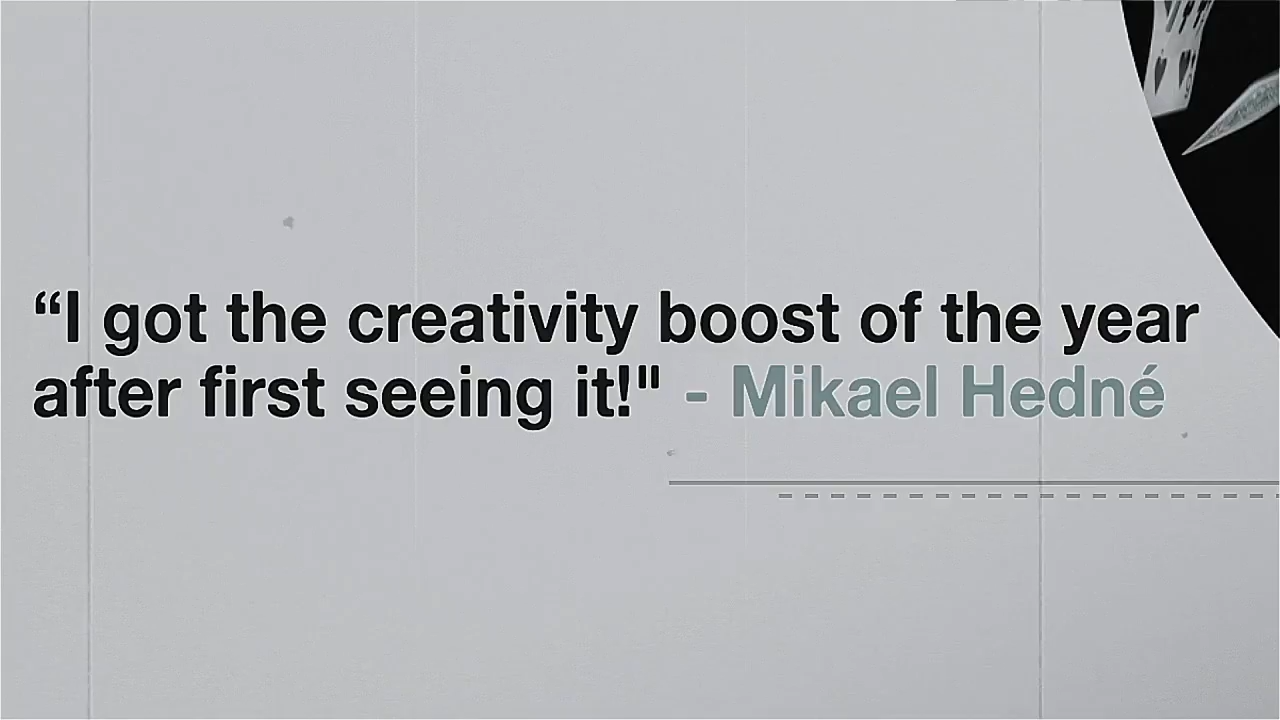 “I got the creativity boost of the year
after first seeing it!" - Mikael Hedné